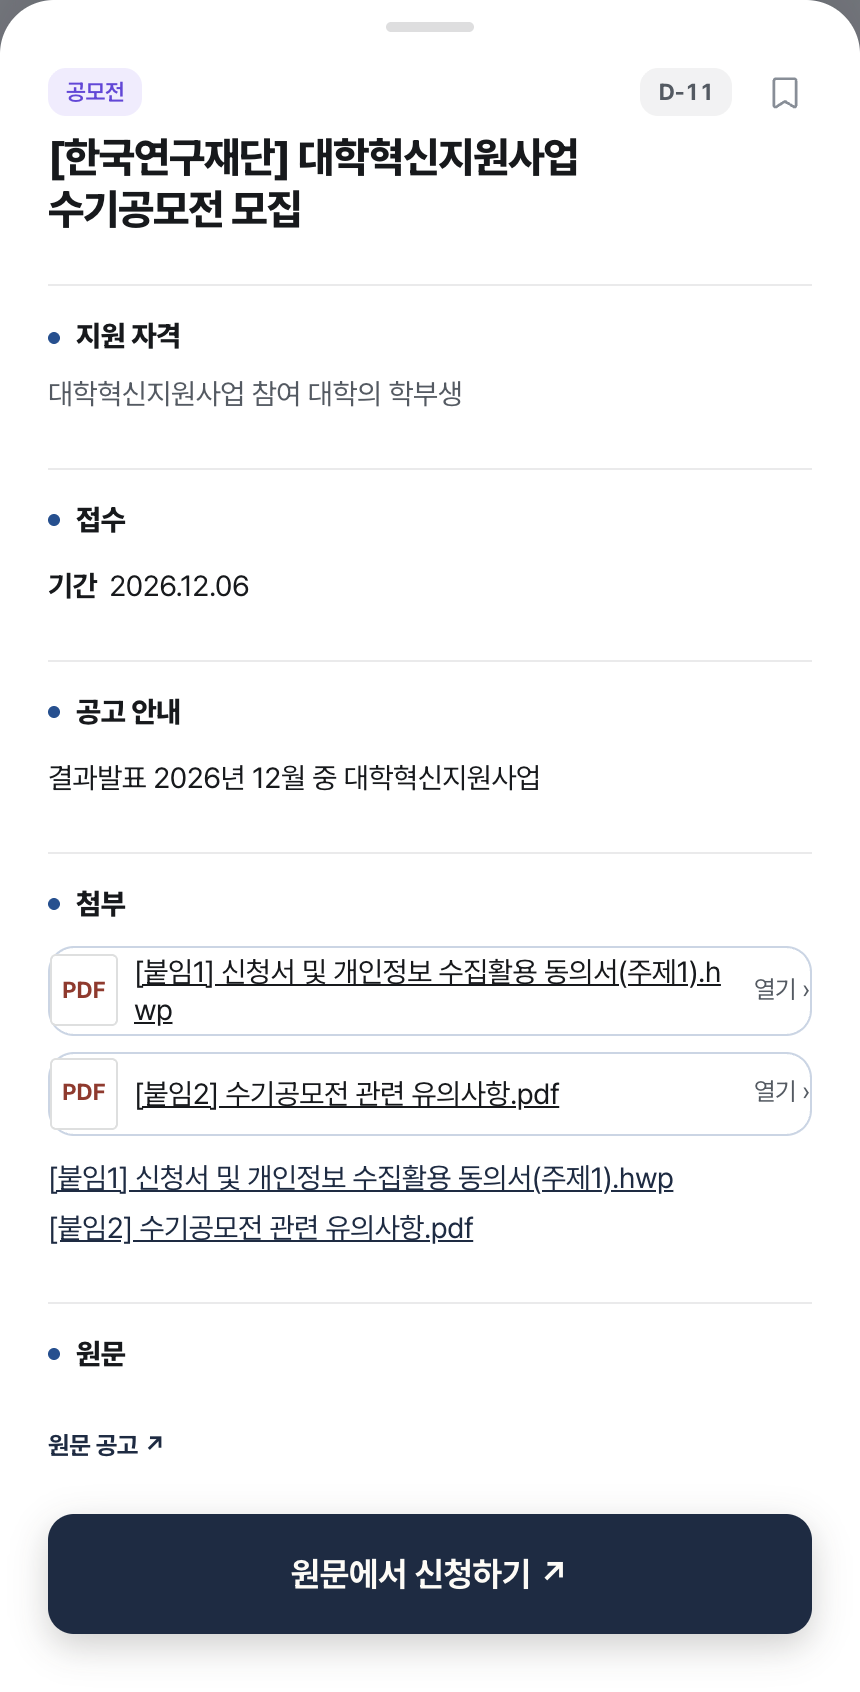 공모전
D-11
[한국연구재단] 대학혁신지원사업
수기공모전 모집
지원 자격
대학혁신지원사업 참여 대학의 학부생
접수
기간 2026.12.06
공고 안내
결과발표 2026년 12월 중 대학혁신지원사업
첨부
PDF
[붙임1] 신청서 및 개인정보 수집활용 동의서(주제1).h
wp
열기 ›
PDF
[붙임2] 수기공모전 관련 유의사항.pdf
열기 ›
[붙임1] 신청서 및 개인정보 수집활용 동의서(주제1).hwp
[붙임2] 수기공모전 관련 유의사항.pdf
원문
원문 공고 ↗
원문에서 신청하기 ↗